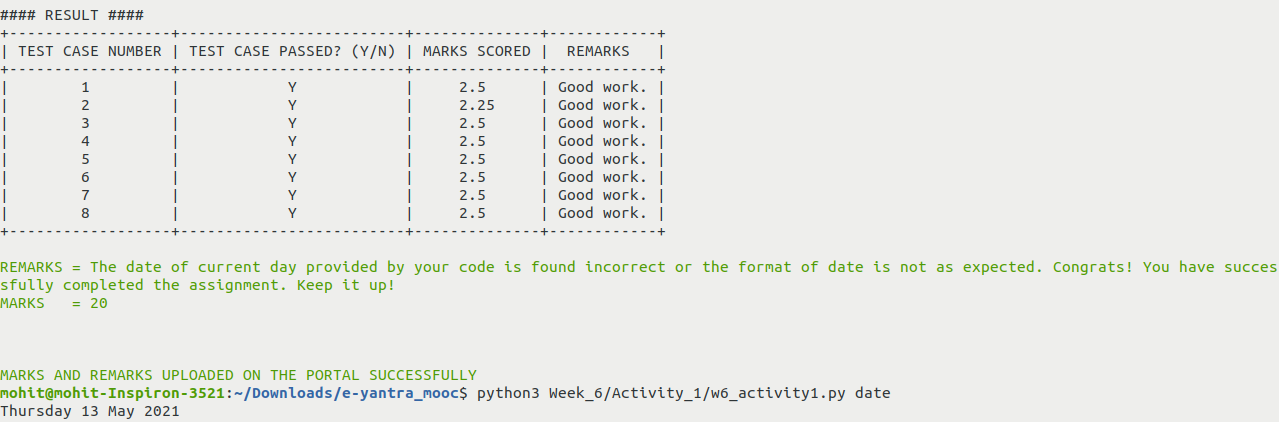 #### RESULT ####
+------------------+-------------------------+--------------+------------+
| TEST CASE NUMBER | TEST CASE PASSED? (Y/N) | MARKS SCORED |  REMARKS   |
+------------------+-------------------------+--------------+------------+
|        1         |            Y            |     2.5      | Good work. |
|        2         |            Y            |     2.25     | Good work. |
|        3         |            Y            |     2.5      | Good work. |
|        4         |            Y            |     2.5      | Good work. |
|        5         |            Y            |     2.5      | Good work. |
|        6         |            Y            |     2.5      | Good work. |
|        7         |            Y            |     2.5      | Good work. |
|        8         |            Y            |     2.5      | Good work. |
+------------------+-------------------------+--------------+------------+
REMARKS = The date of current day provided by your code is found incorrect or the format of date is not as expected. Congrats! You have succes
sfully completed the assignment. Keep it up!
MARKS   = 20
MARKS AND REMARKS UPLOADED ON THE PORTAL SUCCESSFULLY
mohit@mohit-Inspiron-3521:~/Downloads/e-yantra_mooc$ python3 Week_6/Activity_1/w6_activity1.py date
Thursday 13 May 2021